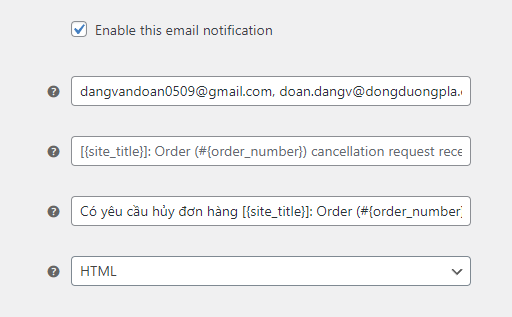 Enable this email notification
dangvandoan0509@gmail.com, doan.dangv@dongduongpla.
[{site_title}]: Order (#{order_number}) cancellation request rece
Có yêu cầu hủy đơn hàng [{site_title}]: Order (#{order_number}
HTML